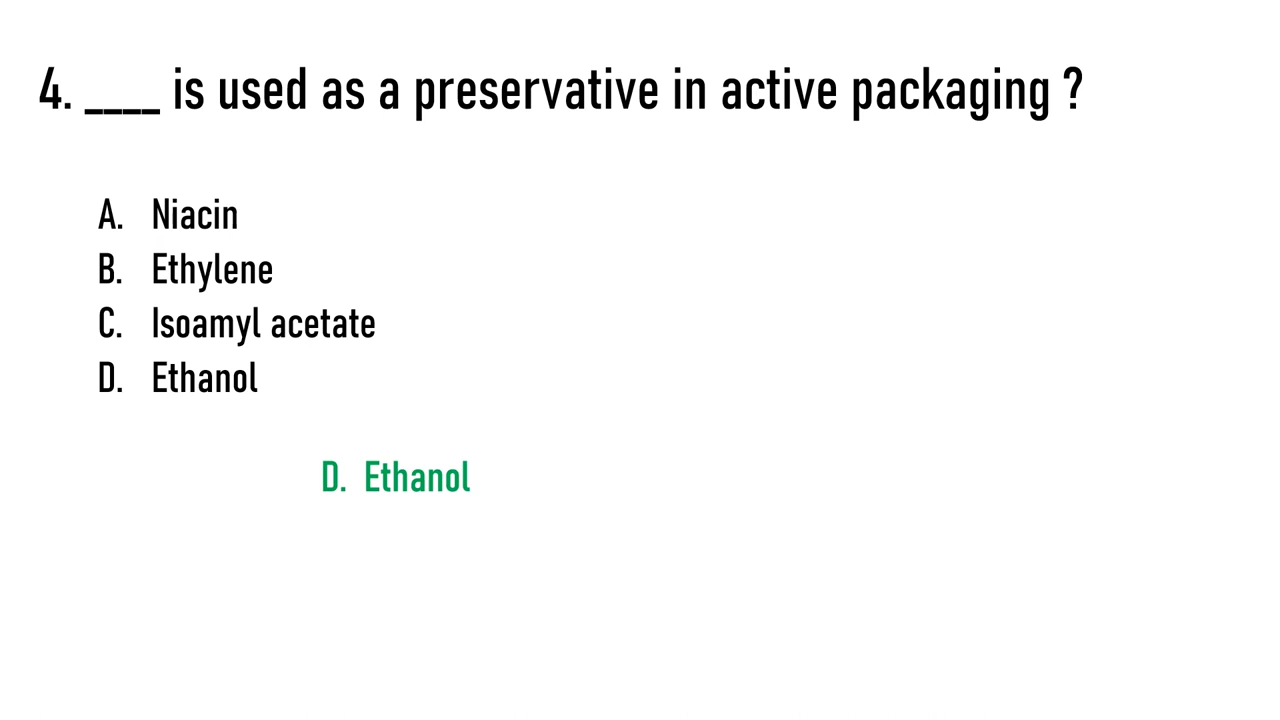 4. ____ is used as a preservative in active packaging ?
A. Niacin
B. Ethylene
C. Isoamyl acetate
D. Ethanol
D. Ethanol